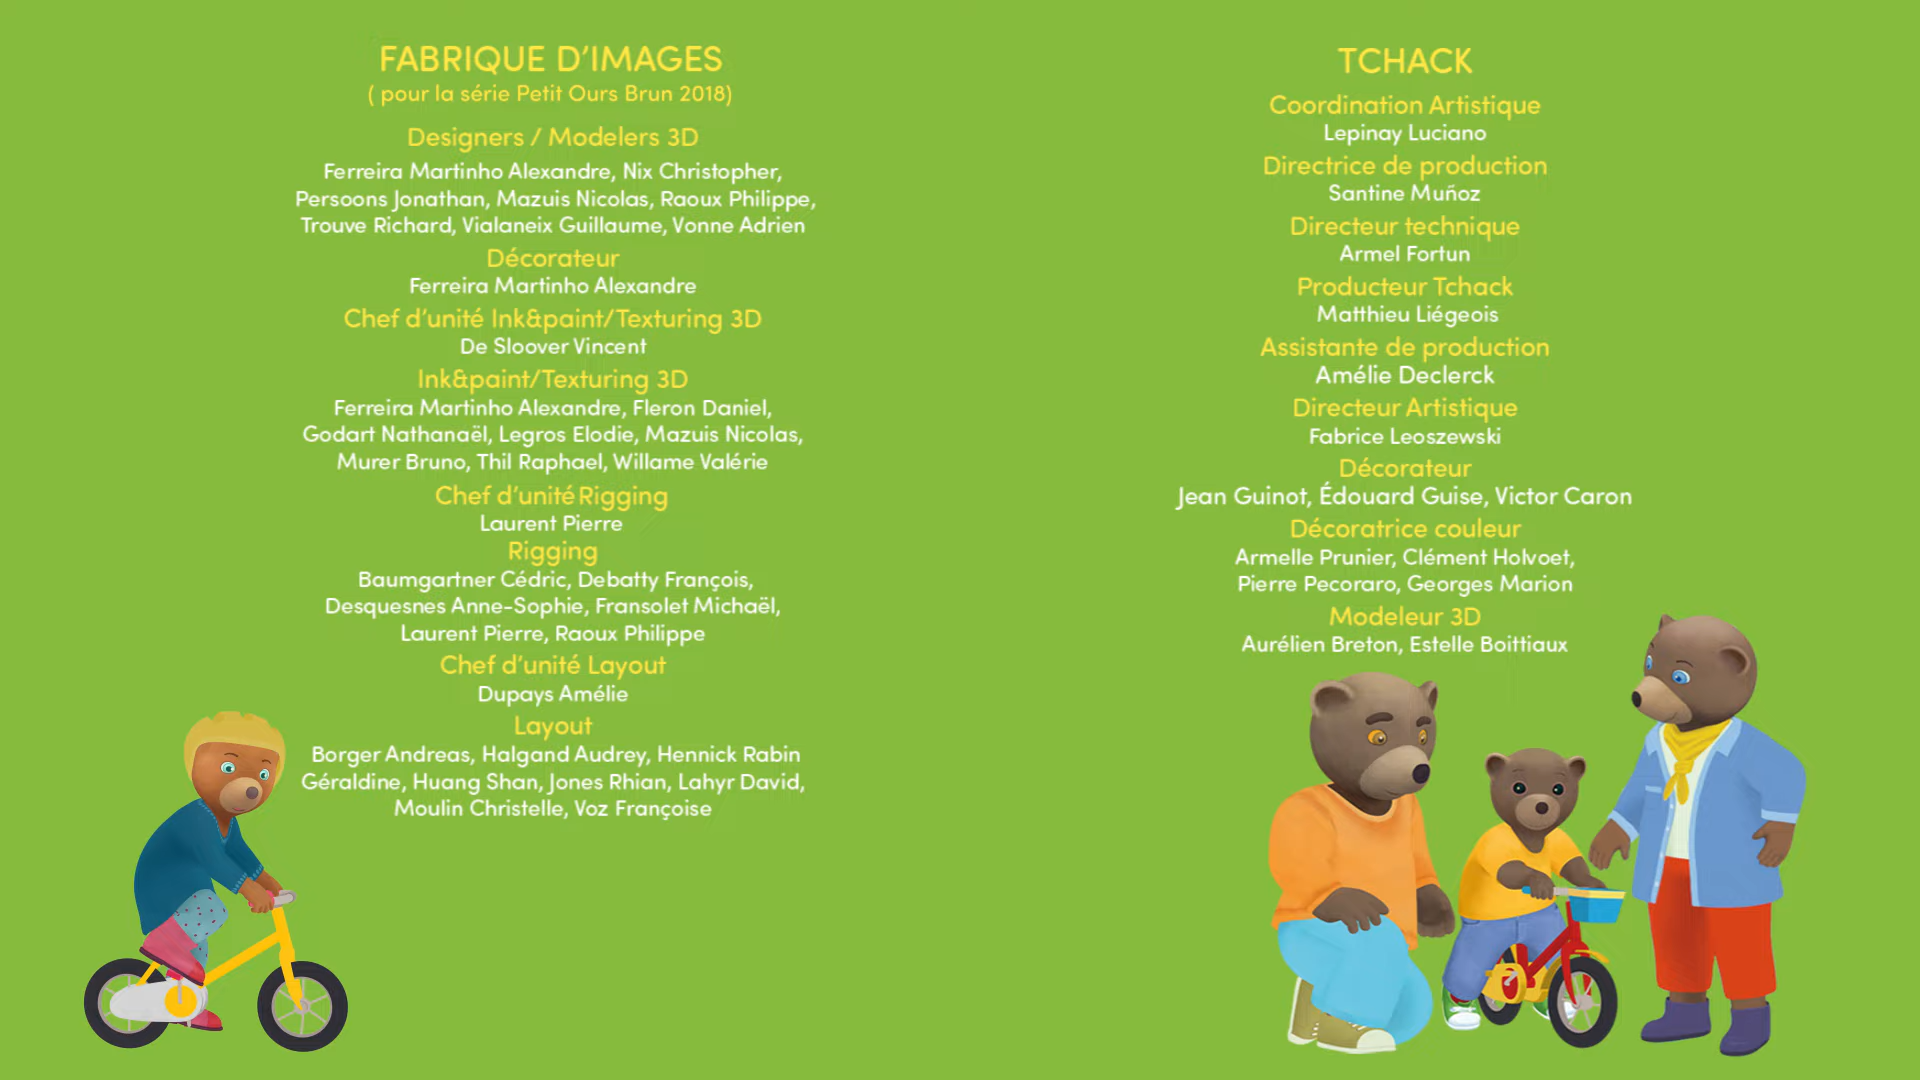 FABRIQUE D'IMAGES
( pour la série Petit Ours Brun 2018)
Designers / Modelers 3D
Ferreira Martinho Alexandre, Nix Christopher,
Persoons Jonathan, Mazuis Nicolas, Raoux Philippe,
Trouve Richard, Vialaneix Guillaume, Vonne Adrien
Décorateur
Ferreira Martinho Alexandre
Chef d'unité Ink&paint/Texturing 3D
De Sloover Vincent
Ink&paint/Texturing 3D
Ferreira Martinho Alexandre, Fleron Daniel,
Godart Nathanaël, Legros Elodie, Mazuis Nicolas,
Murer Bruno, Thil Raphael, Willame Valérie
Chef d'unité Rigging
Laurent Pierre
Rigging
Baumgartner Cédric, Debatty François,
Desquesnes Anne-Sophie, Fransolet Michaël,
Laurent Pierre, Raoux Philippe
Chef d'unité Layout
Dupays Amélie
Layout
Borger Andreas, Halgand Audrey, Hennick Rabin
Géraldine, Huang Shan, Jones Rhian, Lahyr David,
Moulin Christelle, Voz Françoise
TCHACK
Coordination Artistique
Lepinay Luciano
Directrice de production
Santine Muñoz
Directeur technique
Armel Fortun
Producteur Tchack
Matthieu Liégeois
Assistante de production
Amélie Declerck
Directeur Artistique
Fabrice Leoszewski
Décorateur
Jean Guinot, Édouard Guise, Victor Caron
Décoratrice couleur
Armelle Prunier, Clément Holvoet,
Pierre Pecoraro, Georges Marion
Modeleur 3D
Aurélien Breton, Estelle Boittiaux